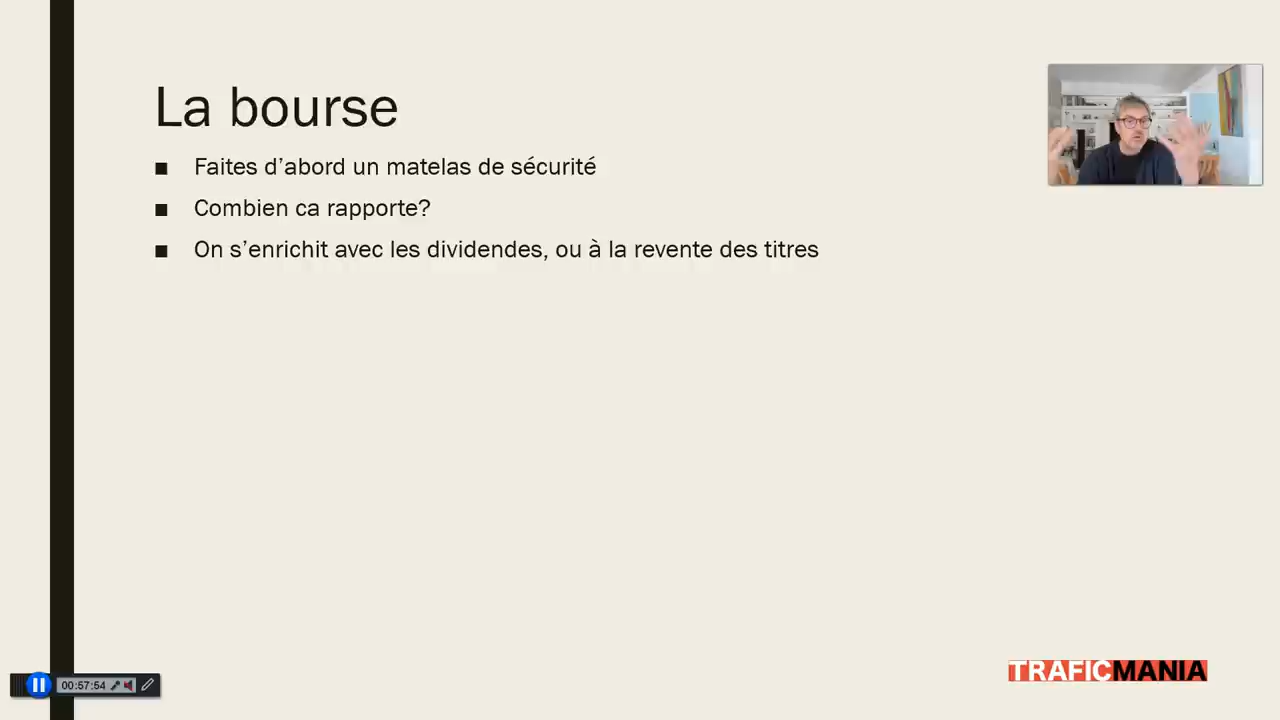 La bourse
Faites d’abord un matelas de sécurité
Combien ca rapporte?
On s’enrichit avec les dividendes, ou à la revente des titres
TRAFICMANIA
00:57:54